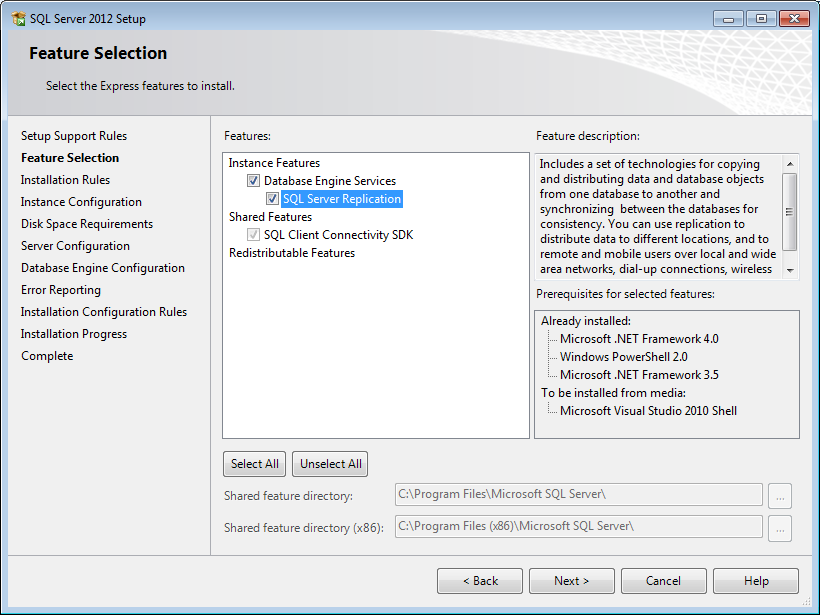 SQL Server 2012 Setup
Feature Selection
Select the Express features to install.
Setup Support Rules
Feature Selection
Installation Rules
Instance Configuration
Disk Space Requirements
Server Configuration
Database Engine Configuration
Error Reporting
Installation Configuration Rules
Installation Progress
Complete
Features:
Instance Features
Database Engine Services
SQL Server Replication
Shared Features
SQL Client Connectivity SDK
Redistributable Features
Feature description:
Includes a set of technologies for copying
and distributing data and database objects
from one database to another and
synchronizing  between the databases for
consistency. You can use replication to
distribute data to different locations, and to
remote and mobile users over local and wide
area networks, dial-up connections, wireless
Prerequisites for selected features:
Already installed:
Microsoft .NET Framework 4.0
Windows PowerShell 2.0
Microsoft .NET Framework 3.5
To be installed from media:
Microsoft Visual Studio 2010 Shell
Select All
Unselect All
Shared feature directory:
C:\Program Files\Microsoft SQL Server\
...
Shared feature directory (x86):
C:\Program Files (x86)\Microsoft SQL Server\
...
< Back
Next >
Cancel
Help